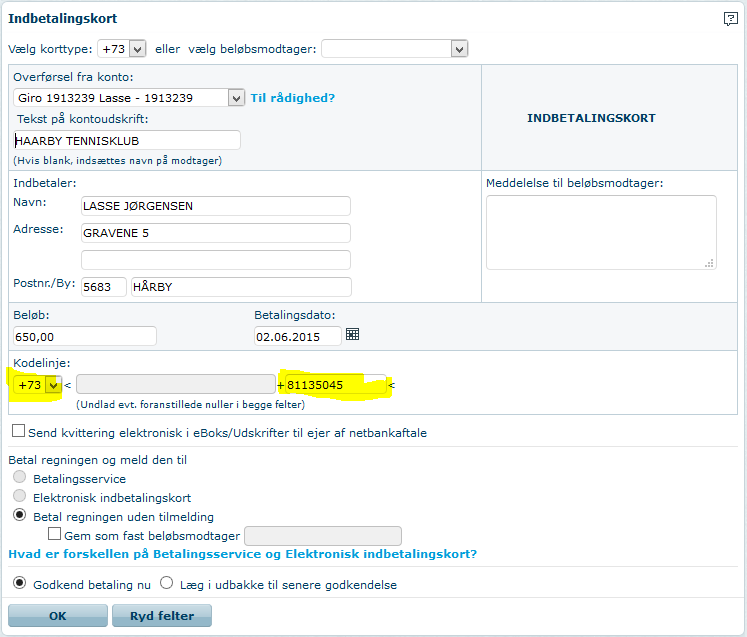 Indbetalingskort
?
Vælg korttype: +73 eller vælg beløbsmodtager:
Overførsel fra konto:
Giro 1913239 Lasse - 1913239 Til rådighed?
Tekst på kontoudskrift:
HAARBY TENNISKLUB
(Hvis blank, indsættes navn på modtager)
INDBETALINGSKORT
Indbetaler:
Navn: LASSE JØRGENSEN
Adresse: GRAVENE 5
Postnr./By: 5683 HÅRBY
Meddelelse til beløbsmodtager:
Beløb: Betalingsdato:
650,00 02.06.2015
Kodelinje:
+73 < + 81135045 <
(Undlad evt. foranstillede nuller i begge felter)
Send kvittering elektronisk i eBoks/Udskrifter til ejer af netbankaftale
Betal regningen og meld den til
Betalingsservice
Elektronisk indbetalingskort
Betal regningen uden tilmelding
Gem som fast beløbsmodtager
Hvad er forskellen på Betalingsservice og Elektronisk indbetalingskort?
Godkend betaling nu Læg i udbakke til senere godkendelse
OK Ryd felter